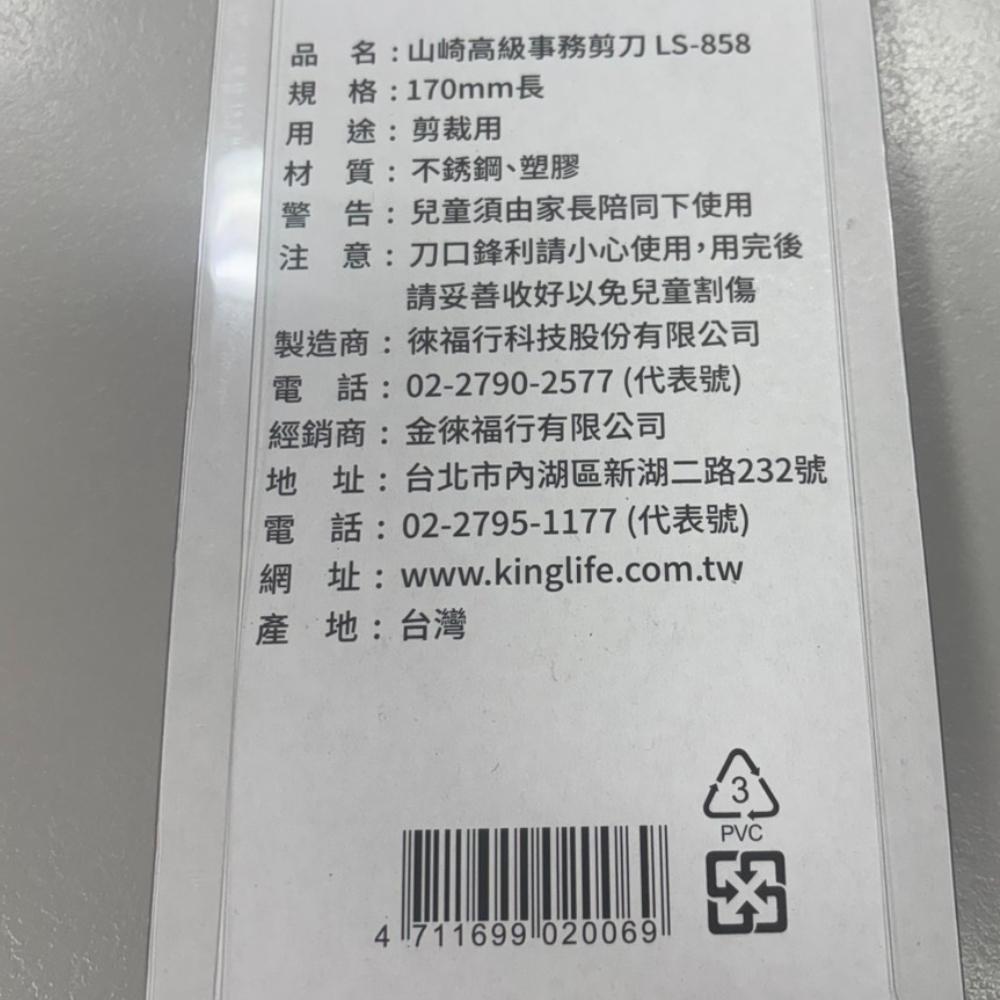 品　名：山崎高級事務剪刀 LS-858
規　格：170mm長
用　途：剪裁用
材　質：不銹鋼、塑膠
警　告：兒童須由家長陪同下使用
注　意：刀口鋒利請小心使用，用完後
請妥善收好以免兒童割傷
製造商：徠福行科技股份有限公司
電　話：02-2790-2577 (代表號)
經銷商：金徠福行有限公司
地　址：台北市內湖區新湖二路232號
電　話：02-2795-1177 (代表號)
網　址：www.kinglife.com.tw
產　地：台灣
3
PVC
4 711699 020069